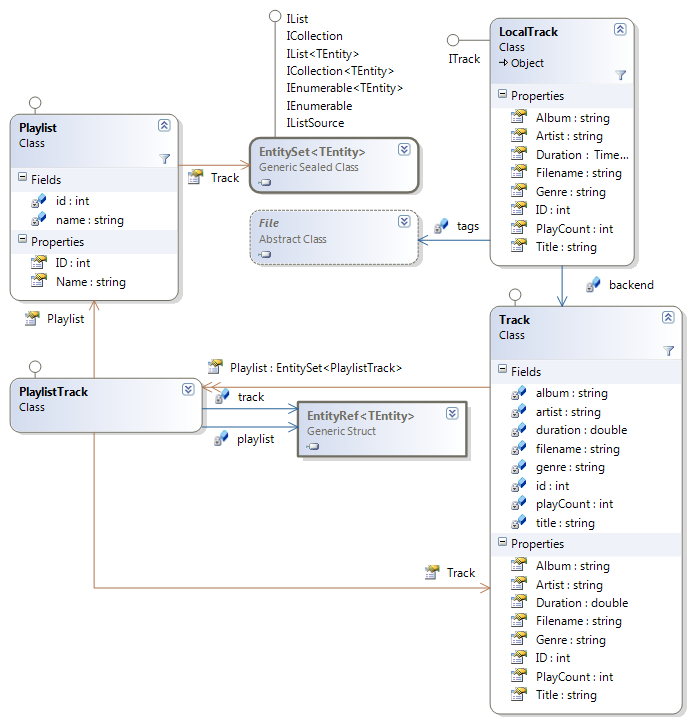 IList
ICollection
IList<TEntity>
ICollection<TEntity>
IEnumerable<TEntity>
IEnumerable
IListSource
ITrack
LocalTrack
Class
Object
Properties
Album : string
Artist : string
Duration : Time...
Filename : string
Genre : string
ID : int
PlayCount : int
Title : string
Playlist
Class
Fields
id : int
name : string
Properties
ID : int
Name : string
Track
EntitySet<TEntity>
Generic Sealed Class
File
Abstract Class
tags
backend
Playlist
PlaylistTrack
Class
Playlist : EntitySet<PlaylistTrack>
track
playlist
EntityRef<TEntity>
Generic Struct
Track
Track
Class
Fields
album : string
artist : string
duration : double
filename : string
genre : string
id : int
playCount : int
title : string
Properties
Album : string
Artist : string
Duration : double
Filename : string
Genre : string
ID : int
PlayCount : int
Title : string